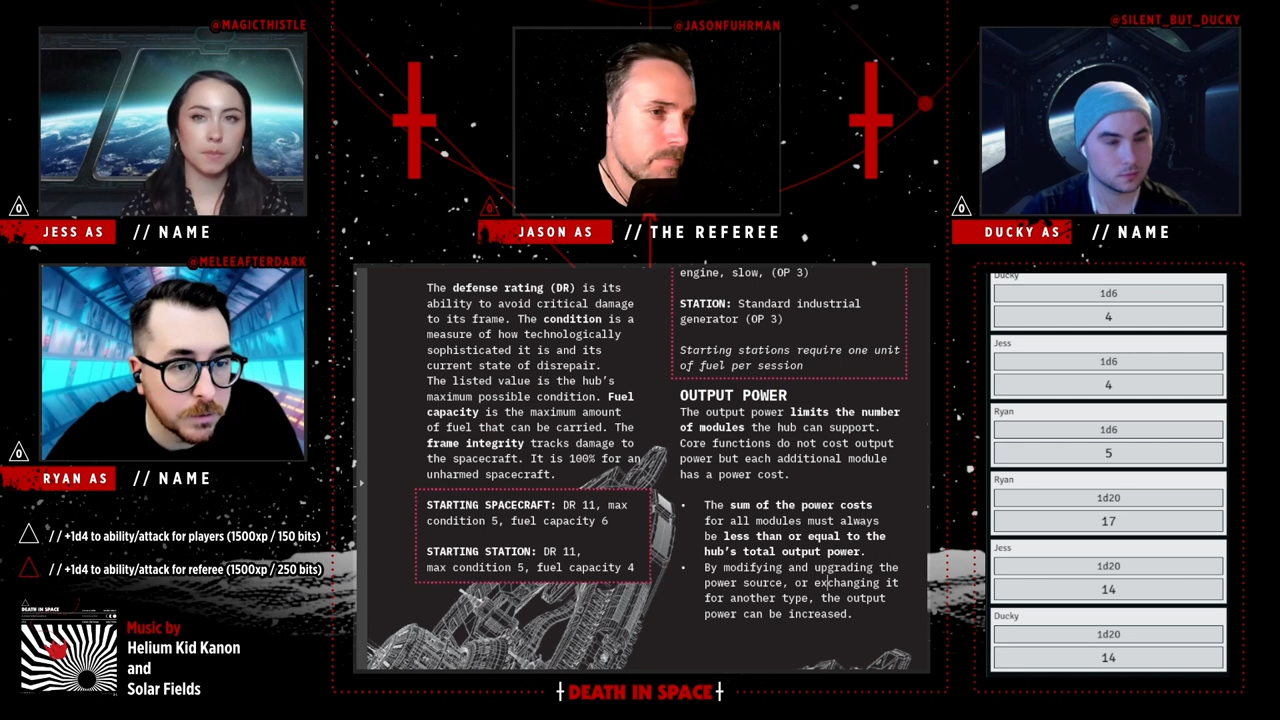 @MAGICTHISTLE
@JASONFUHRMAN
@SILENT_BUT_DUCKY
0
JESS AS
// NAME
0
JASON AS
// THE REFEREE
0
DUCKY AS
// NAME
@MELEEAFTERDARK
0
RYAN AS
// NAME
// +1d4 to ability/attack for players (1500xp / 150 bits)
// +1d4 to ability/attack for referee (1500xp / 250 bits)
DEATH IN SPACE
Music by
Helium Kid Kanon
and
Solar Fields
The defense rating (DR) is its
ability to avoid critical damage
to its frame. The condition is a
measure of how technologically
sophisticated it is and its
current state of disrepair.
The listed value is the hub's
maximum possible condition. Fuel
capacity is the maximum amount
of fuel that can be carried. The
frame integrity tracks damage to
the spacecraft. It is 100% for an
unharmed spacecraft.
STARTING SPACECRAFT: DR 11, max
condition 5, fuel capacity 6
STARTING STATION: DR 11,
max condition 5, fuel capacity 4
engine, slow, (OP 3)
STATION: Standard industrial
generator (OP 3)
Starting stations require one unit
of fuel per session
OUTPUT POWER
The output power limits the number
of modules the hub can support.
Core functions do not cost output
power but each additional module
has a power cost.
• The sum of the power costs
for all modules must always
be less than or equal to the
hub's total output power.
• By modifying and upgrading the
power source, or exchanging it
for another type, the output
power can be increased.
Ducky
1d6
4
Jess
1d6
4
Ryan
1d6
5
Ryan
1d20
17
Jess
1d20
14
Ducky
1d20
14
DEATH IN SPACE